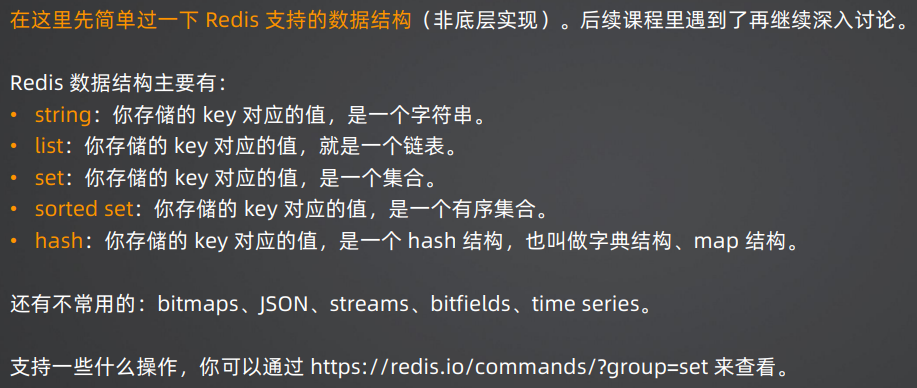 在这里先简单过一下 Redis 支持的数据结构（非底层实现）。后续课程里遇到了再继续深入讨论。
Redis 数据结构主要有：
• string：你存储的 key 对应的值，是一个字符串。
• list：你存储的 key 对应的值，就是一个链表。
• set：你存储的 key 对应的值，是一个集合。
• sorted set：你存储的 key 对应的值，是一个有序集合。
• hash：你存储的 key 对应的值，是一个 hash 结构，也叫做字典结构、map 结构。
还有不常用的：bitmaps、JSON、streams、bitfields、time series。
支持一些什么操作，你可以通过 https://redis.io/commands/?group=set 来查看。